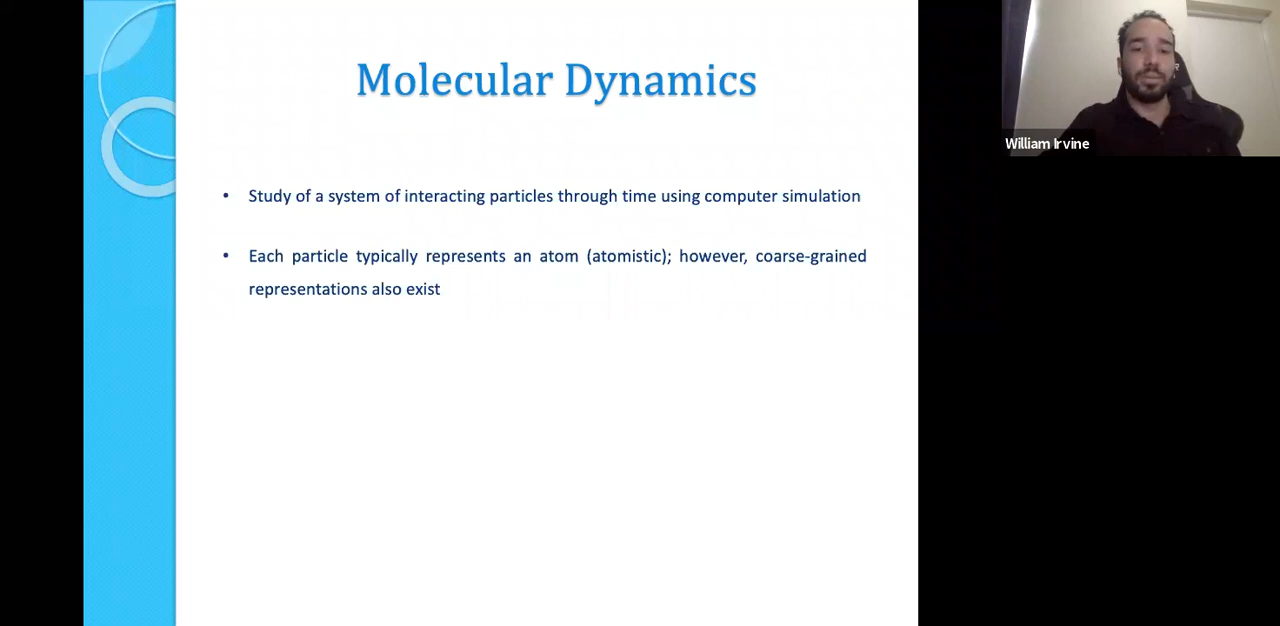 Molecular Dynamics
• Study of a system of interacting particles through time using computer simulation
• Each particle typically represents an atom (atomistic); however, coarse-grained
representations also exist
William Irvine